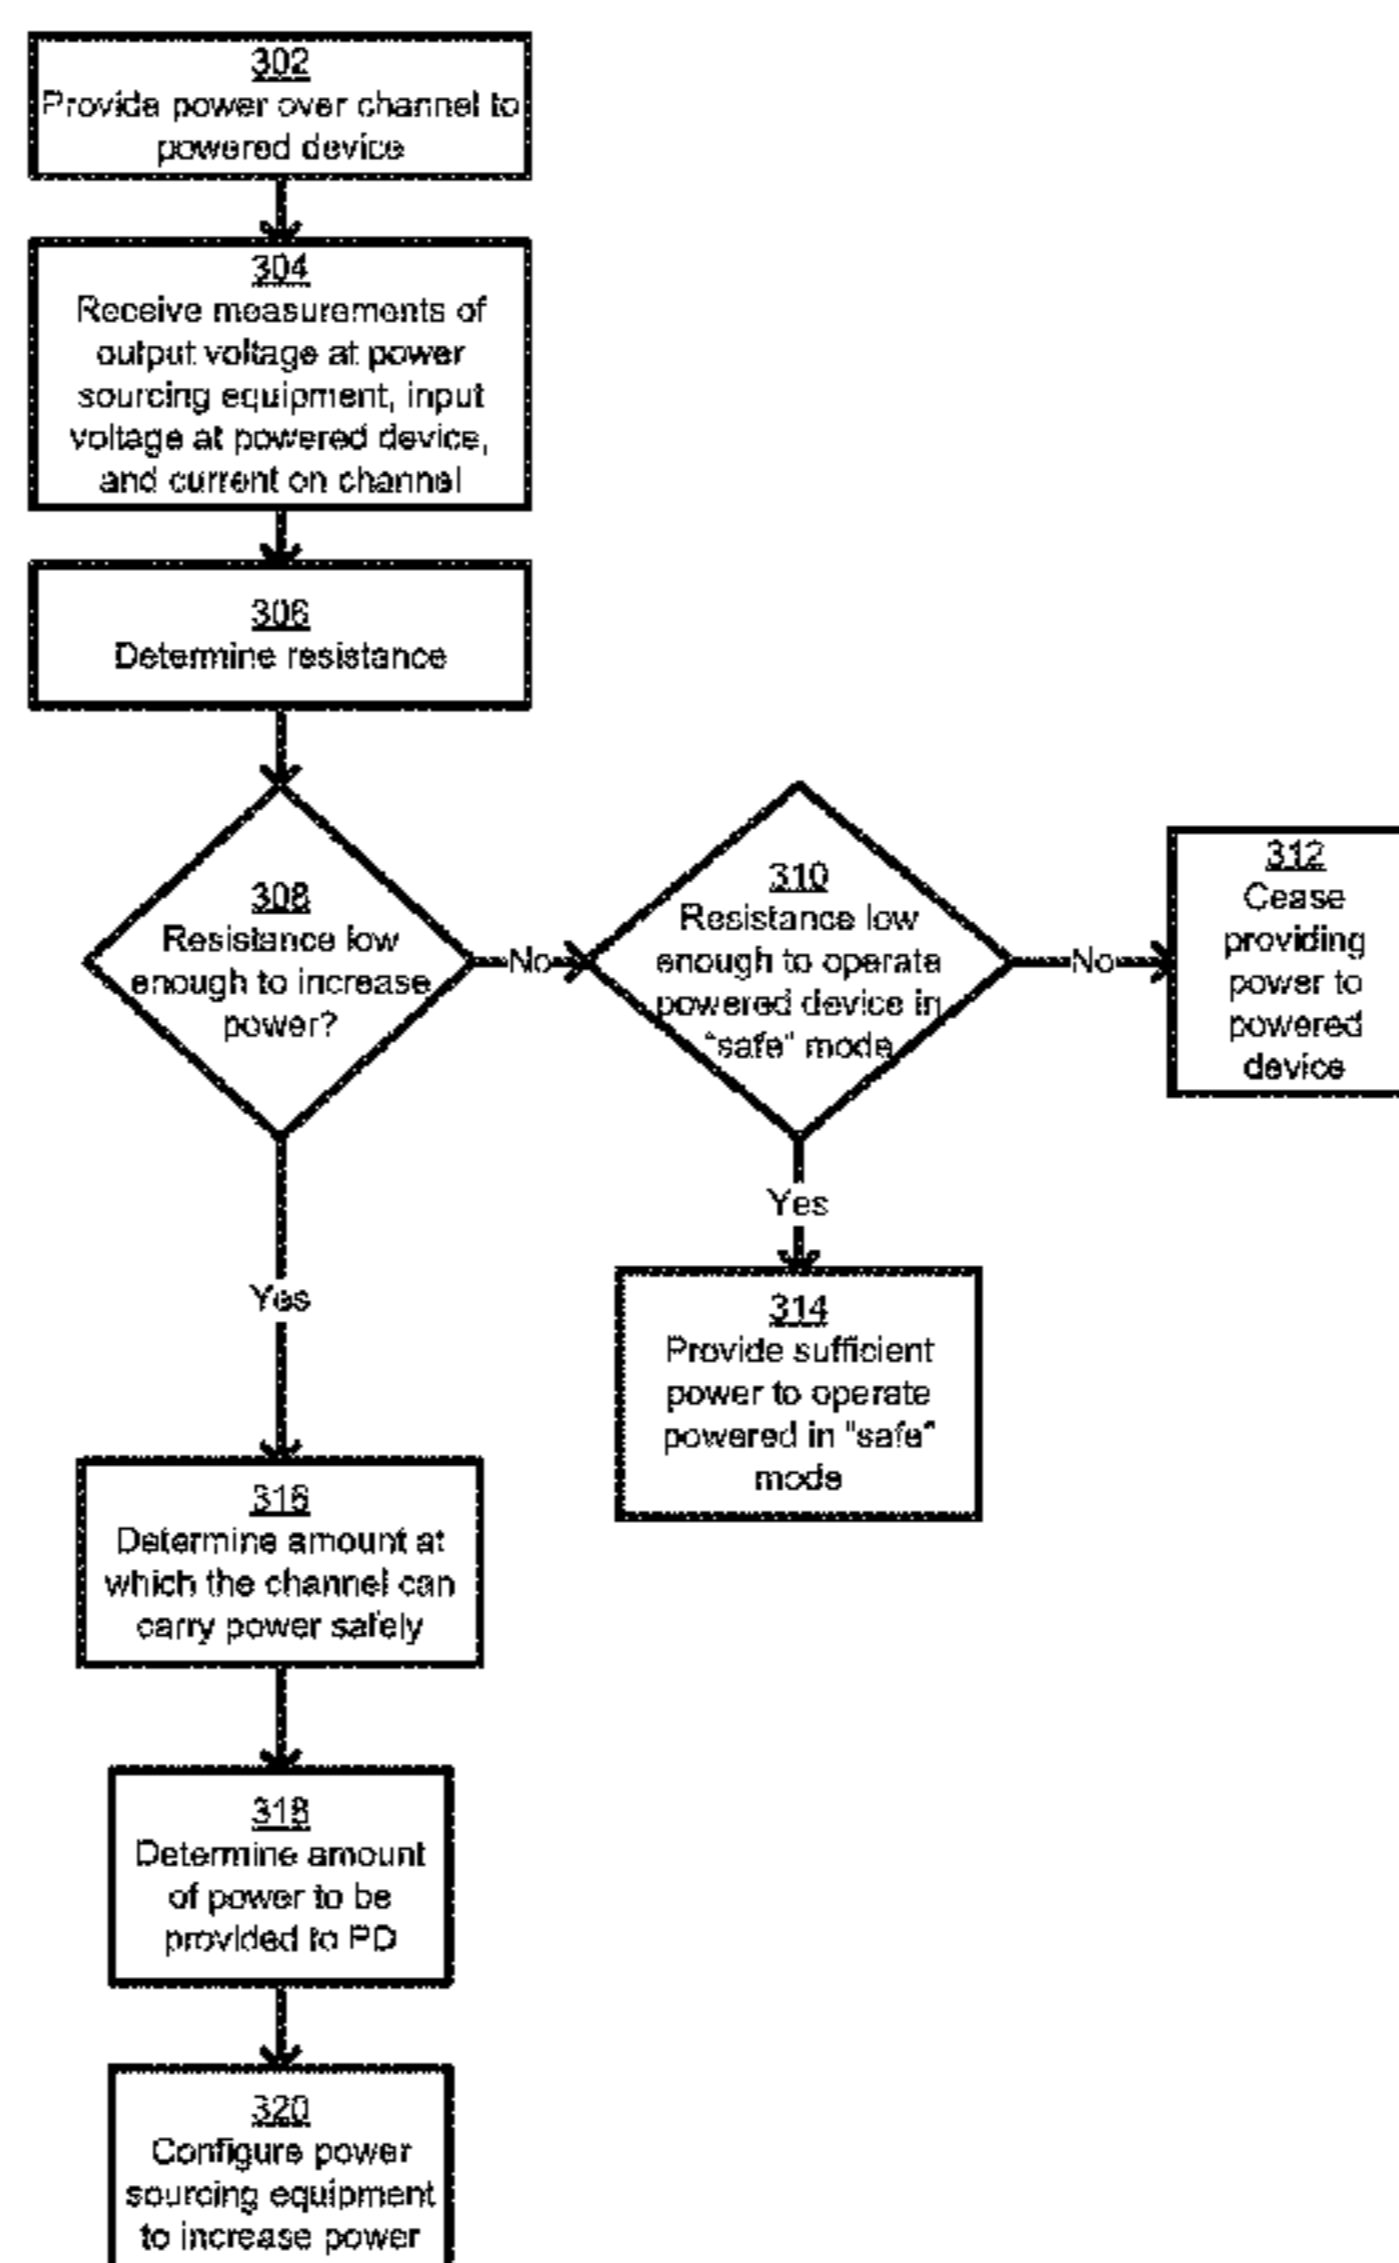 302
Provide power over channel to
powered device
304
Receive measurements of
output voltage at power
sourcing equipment, input
voltage at powered device,
and current on channel
306
Determine resistance
308
Resistance low
enough to increase
power?
No
310
Resistance low
enough to operate
powered device in
"safe" mode
No
312
Cease
providing
power to
powered
device
Yes
314
Provide sufficient
power to operate
powered in "safe"
mode
Yes
316
Determine amount at
which the channel can
carry power safely
318
Determine amount
of power to be
provided to PD
320
Configure power
sourcing equipment
to increase power